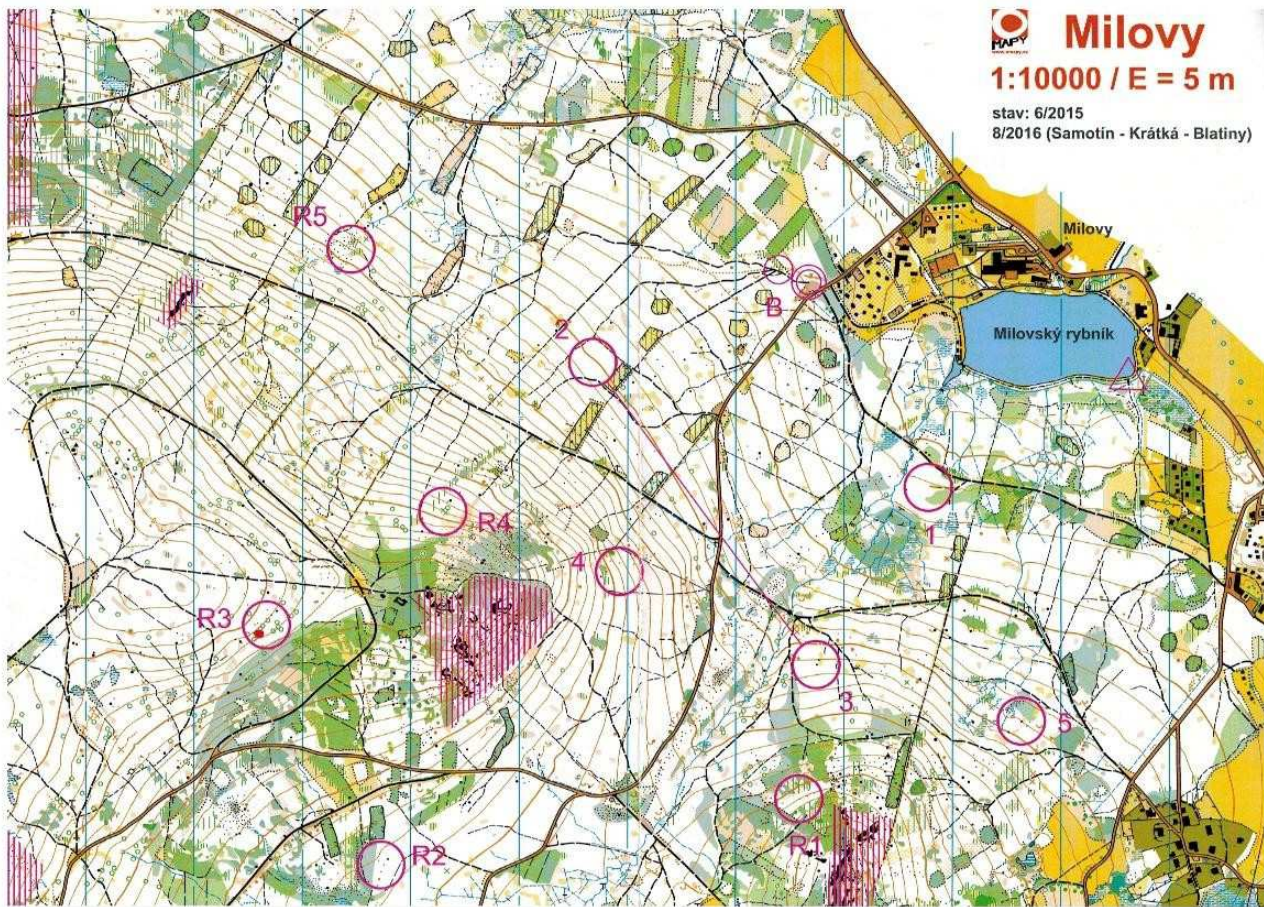 MAPY
Milovy
1:10000 / E = 5 m
stav: 6/2015
8/2016 (Samotín - Krátká - Blatiny)
R5
Milovy
B
2
Milovský rybník
1
R4
4
R3
3
5
R1
R2